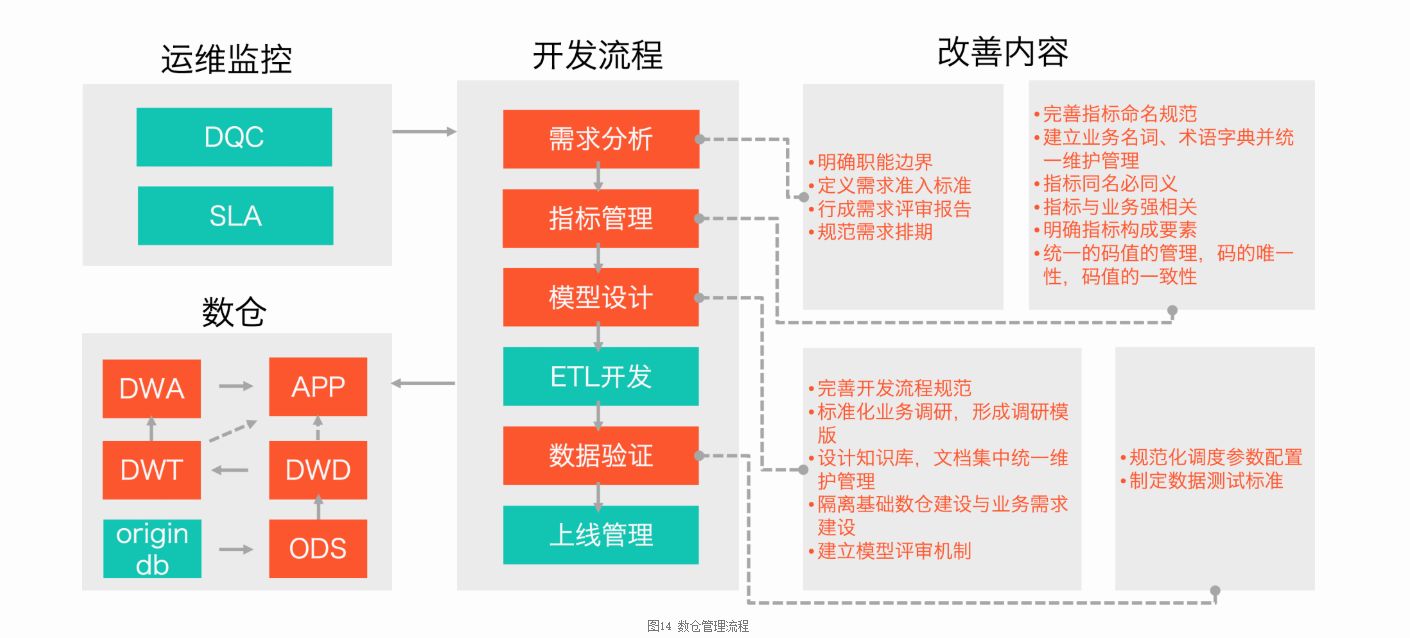 运维监控
DQC
SLA
数仓
DWA
APP
DWT
DWD
origin
db
ODS
开发流程
需求分析
指标管理
模型设计
ETL开发
数据验证
上线管理
改善内容
•明确职能边界
•定义需求准入标准
•行成需求评审报告
•规范需求排期
•完善指标命名规范
•建立业务名词、术语字典并统
一维护管理
•指标同名必同义
•指标与业务强相关
•明确指标构成要素
•统一的码值的管理，码的唯一
性，码值的一致性
•完善开发流程规范
•标准化业务调研，形成调研模
版
•设计知识库，文档集中统一维
护管理
•隔离基础数仓建设与业务需求
建设
•建立模型评审机制
•规范化调度参数配置
•制定数据测试标准
图14 数仓管理流程